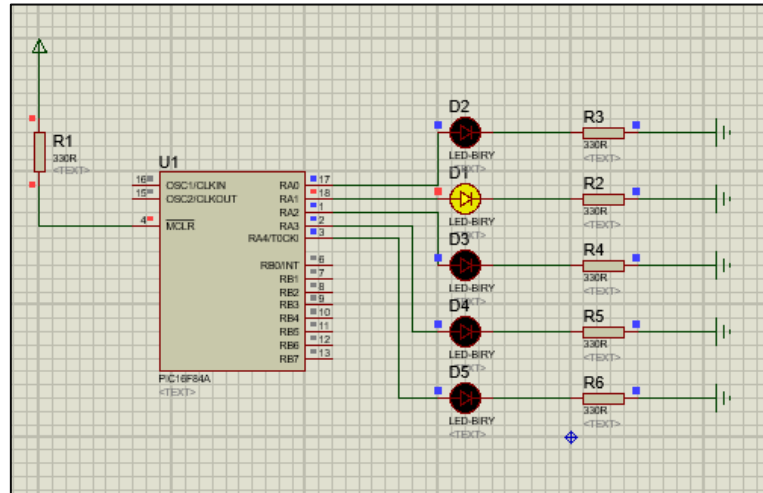 R1
330R
<TEXT>
U1
16 OSC1/CLKIN RA0 17
15 OSC2/CLKOUT RA1 18
RA2 1
4 MCLR RA3 2
RA4/T0CKI 3
RB0/INT 6
RB1 7
RB2 8
RB3 9
RB4 10
RB5 11
RB6 12
RB7 13
PIC16F84A
<TEXT>
D2
LED-BIRY
R3
330R
<TEXT>
D1
LED-BIRY
<TEXT>
R2
330R
<TEXT>
D3
LED-BIRY
<TEXT>
R4
330R
<TEXT>
D4
LED-BIRY
<TEXT>
R5
330R
<TEXT>
D5
LED-BIRY
<TEXT>
R6
330R
<TEXT>